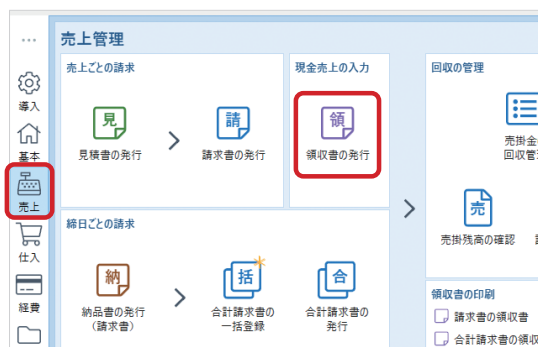 売上管理
導入
基本
売上
仕入
経費
売上ごとの請求
見
見積書の発行
請
請求書の発行
現金売上の入力
領
領収書の発行
締日ごとの請求
納
納品書の発行
(請求書)
括
合計請求書の
一括登録
合
合計請求書の
発行
回収の管理
売掛金
回収管
売
売掛残高の確認
領収書の印刷
請求書の領収書
合計請求書の領収